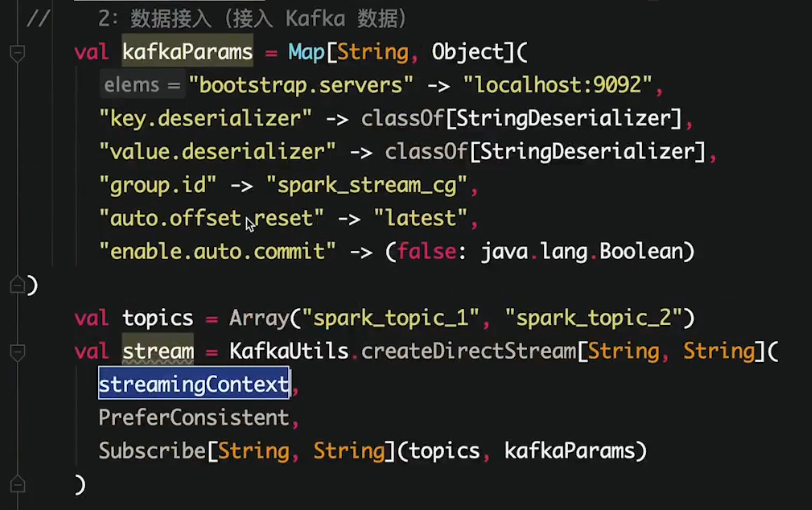 // 2: 数据接入（接入 Kafka 数据）
val kafkaParams = Map[String, Object](
elems = "bootstrap.servers" -> "localhost:9092",
"key.deserializer" -> classOf[StringDeserializer],
"value.deserializer" -> classOf[StringDeserializer],
"group.id" -> "spark_stream_cg",
"auto.offset.reset" -> "latest",
"enable.auto.commit" -> (false: java.lang.Boolean)
)
val topics = Array("spark_topic_1", "spark_topic_2")
val stream = KafkaUtils.createDirectStream[String, String](
streamingContext,
PreferConsistent,
Subscribe[String, String](topics, kafkaParams)
)